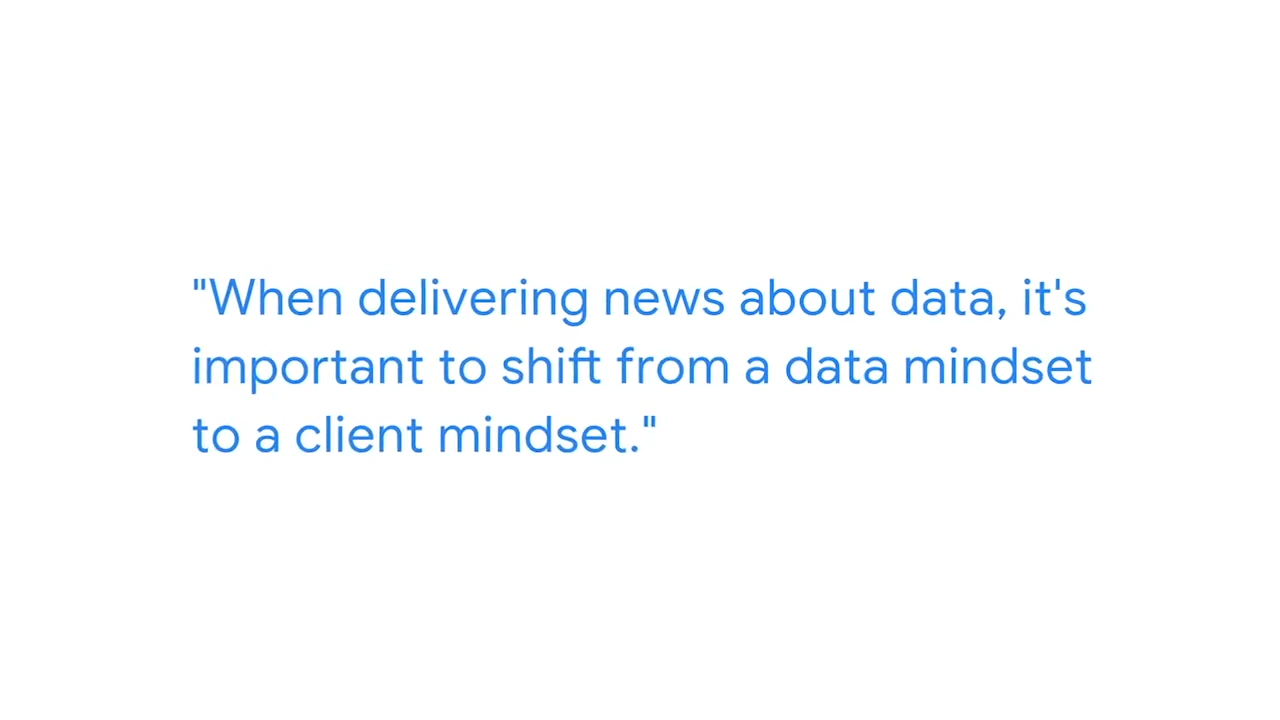 "When delivering news about data, it's
important to shift from a data mindset
to a client mindset."